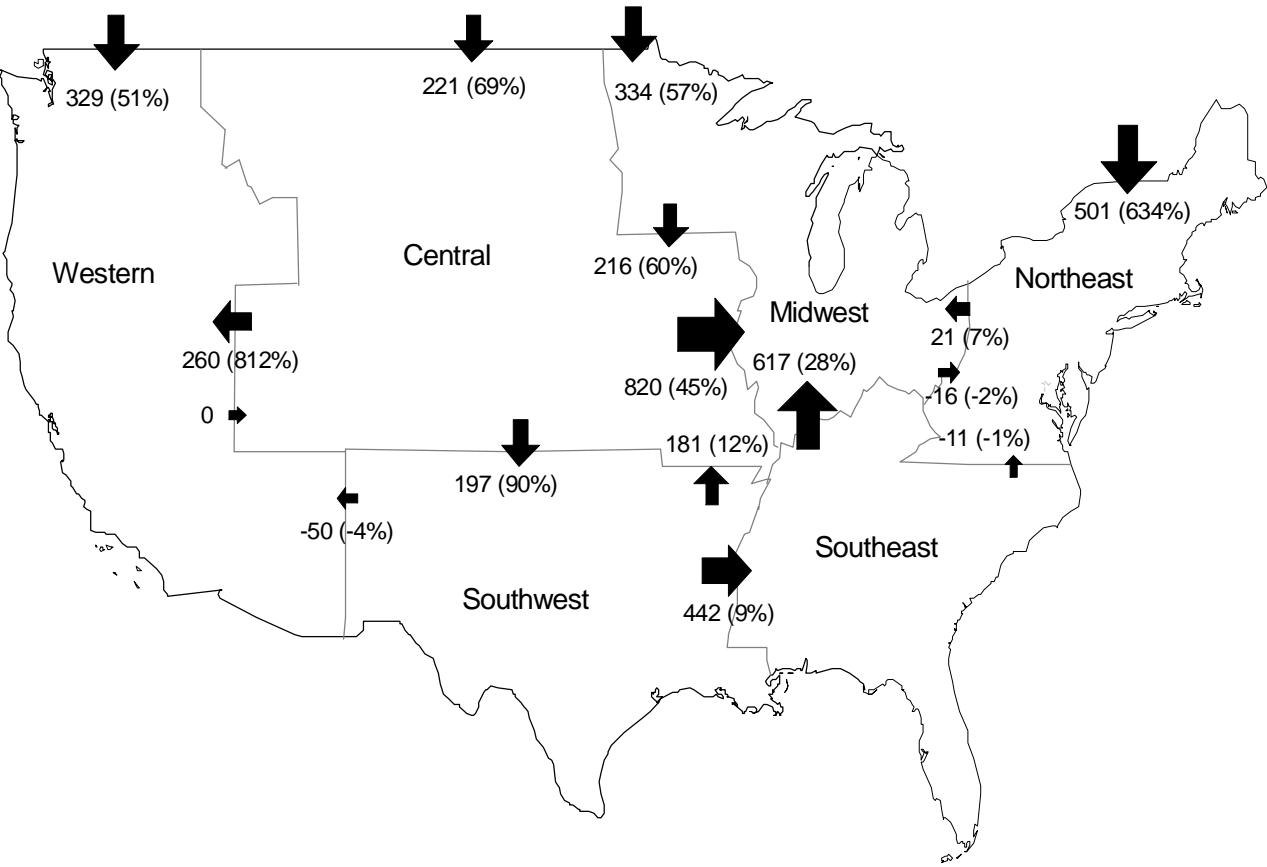 329 (51%)
221 (69%)
334 (57%)
501 (634%)
Western
Central
216 (60%)
Northeast
Midwest
260 (812%)
820 (45%)
617 (28%)
21 (7%)
-16 (-2%)
0
181 (12%)
-11 (-1%)
197 (90%)
-50 (-4%)
Southeast
Southwest
442 (9%)